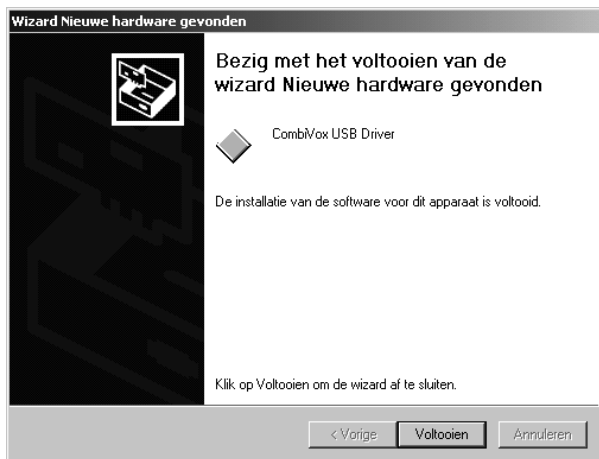 Wizard Nieuwe hardware gevonden
Bezig met het voltooien van de
wizard Nieuwe hardware gevonden
CombiVox USB Driver
De installatie van de software voor dit apparaat is voltooid.
Klik op Voltooien om de wizard af te sluiten.
< Vorige Voltooien Annuleren